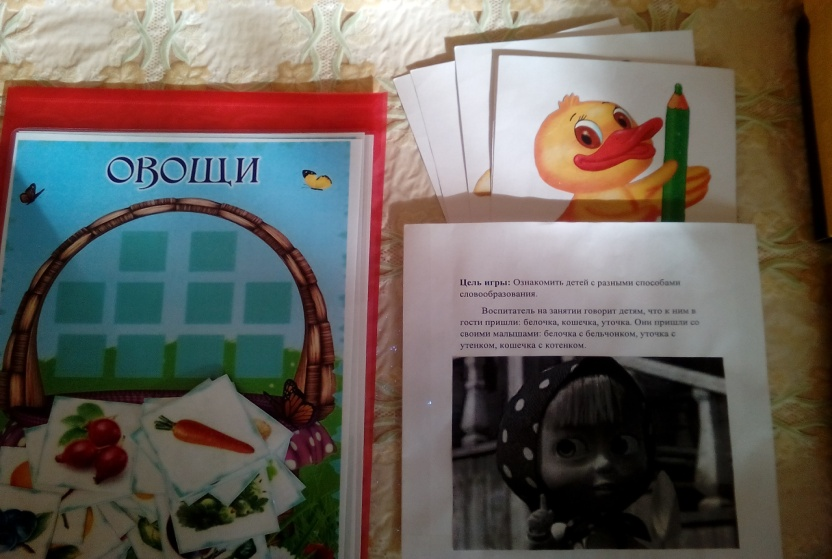 ОВОЩИ
Цель игры: Ознакомить детей с разными способами
словообразования.
Воспитатель на занятии говорит детям, что к ним в
гости пришли: белочка, кошечка, уточка. Они пришли со
своими малышами: белочка с бельчонком, уточка с
утенком, кошечка с котенком.